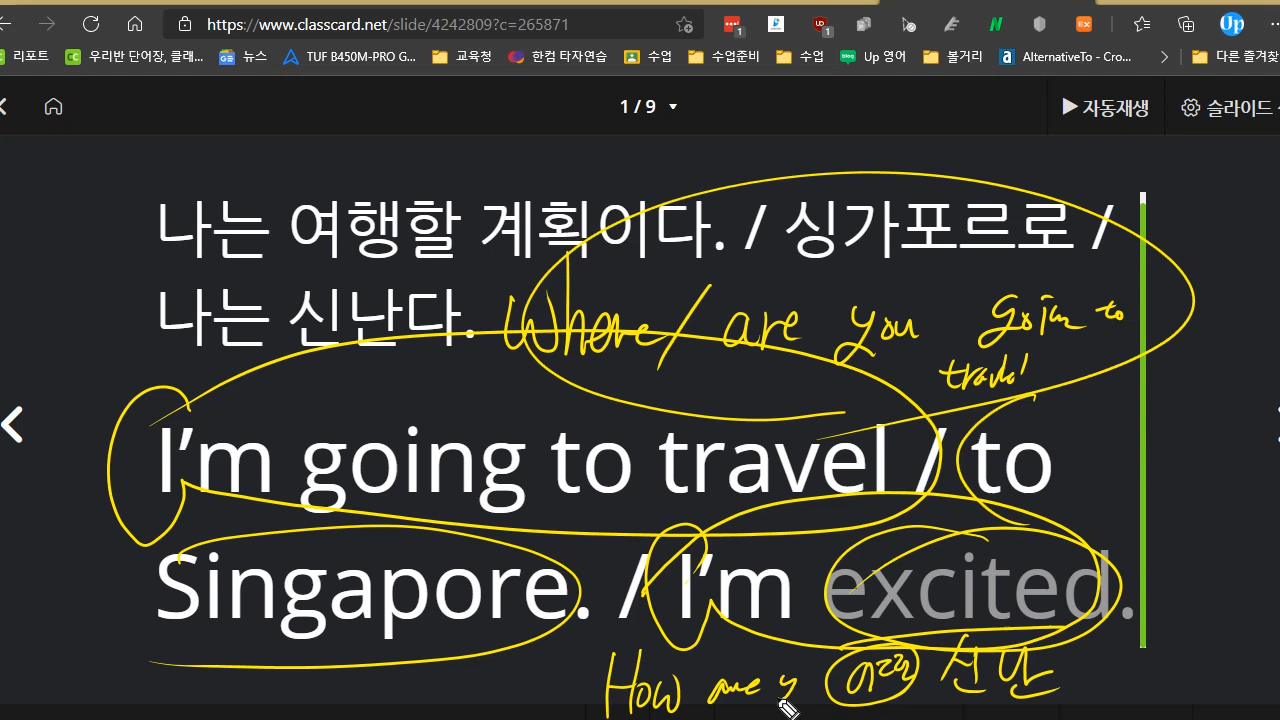 https://www.classcard.net/slide/4242809?c=265871
리포트 우리반 단어장, 클래... 뉴스 TUF B450M-PRO G... 교육청 한컴 타자연습 수업 수업준비 수업 Up 영어 볼거리 AlternativeTo - Cro... 다른 즐겨찾
1 / 9 자동재생 슬라이드
나는 여행할 계획이다. / 싱가포르로 /
나는 신난다. Where / are you going to
travel
I'm going to travel / to
Singapore. / I'm excited.
How are y 신난